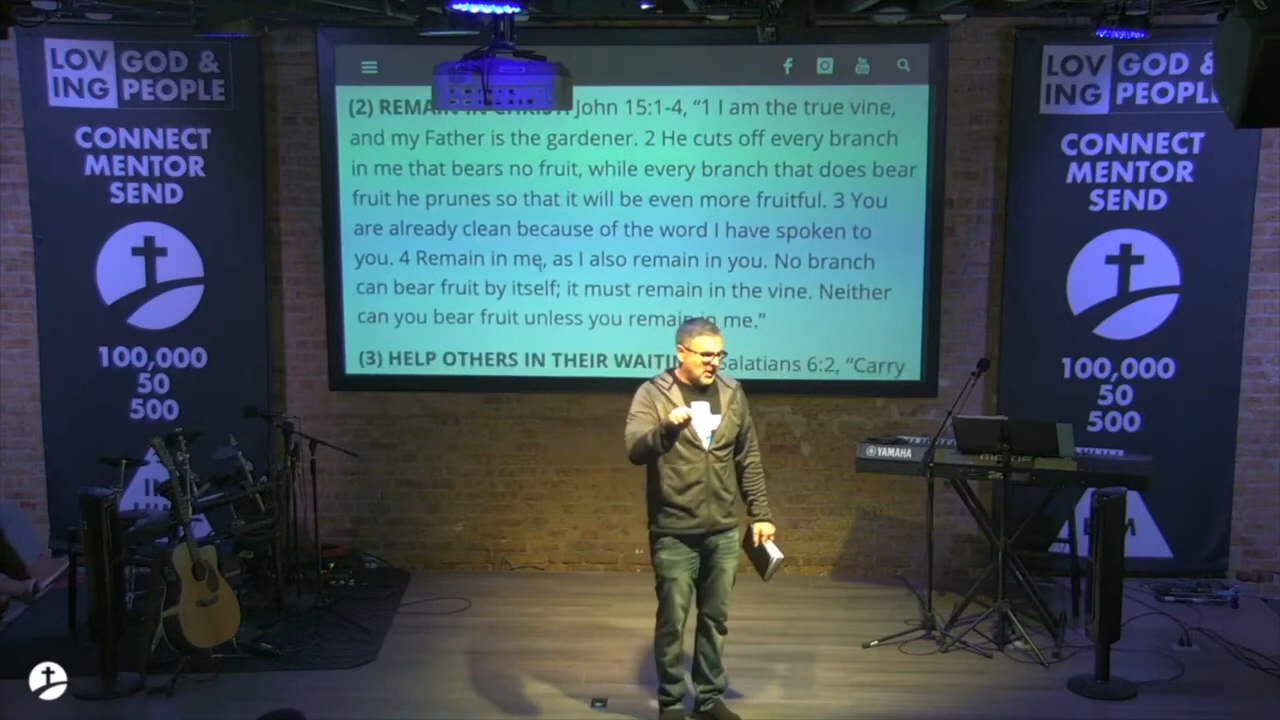 LOV
ING
GOD &
PEOPLE
CONNECT
MENTOR
SEND
100,000
50
500
(2) REMAIN IN CHRIST. John 15:1-4, “1 I am the true vine,
and my Father is the gardener. 2 He cuts off every branch
in me that bears no fruit, while every branch that does bear
fruit he prunes so that it will be even more fruitful. 3 You
are already clean because of the word I have spoken to
you. 4 Remain in me, as I also remain in you. No branch
can bear fruit by itself; it must remain in the vine. Neither
can you bear fruit unless you remain in me.”
(3) HELP OTHERS IN THEIR Galatians 6:2, “Carry
LOV
ING
GOD &
PEOPLE
CONNECT
MENTOR
SEND
100,000
50
500
YAMAHA